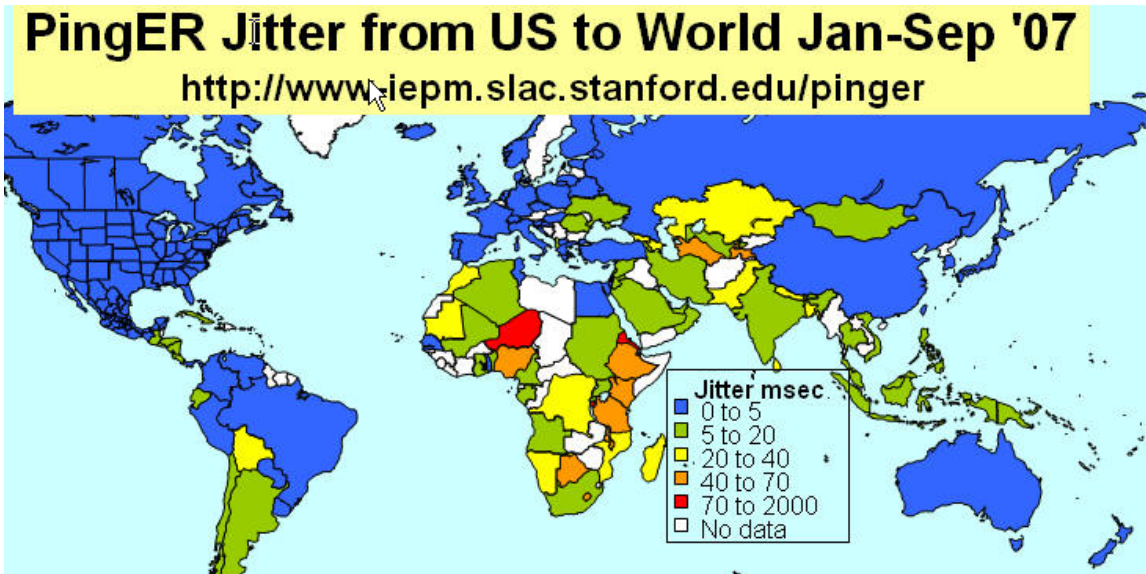 PingER Jitter from US to World Jan-Sep '07
http://www-iepm.slac.stanford.edu/pinger
Jitter msec
0 to 5
5 to 20
20 to 40
40 to 70
70 to 2000
No data